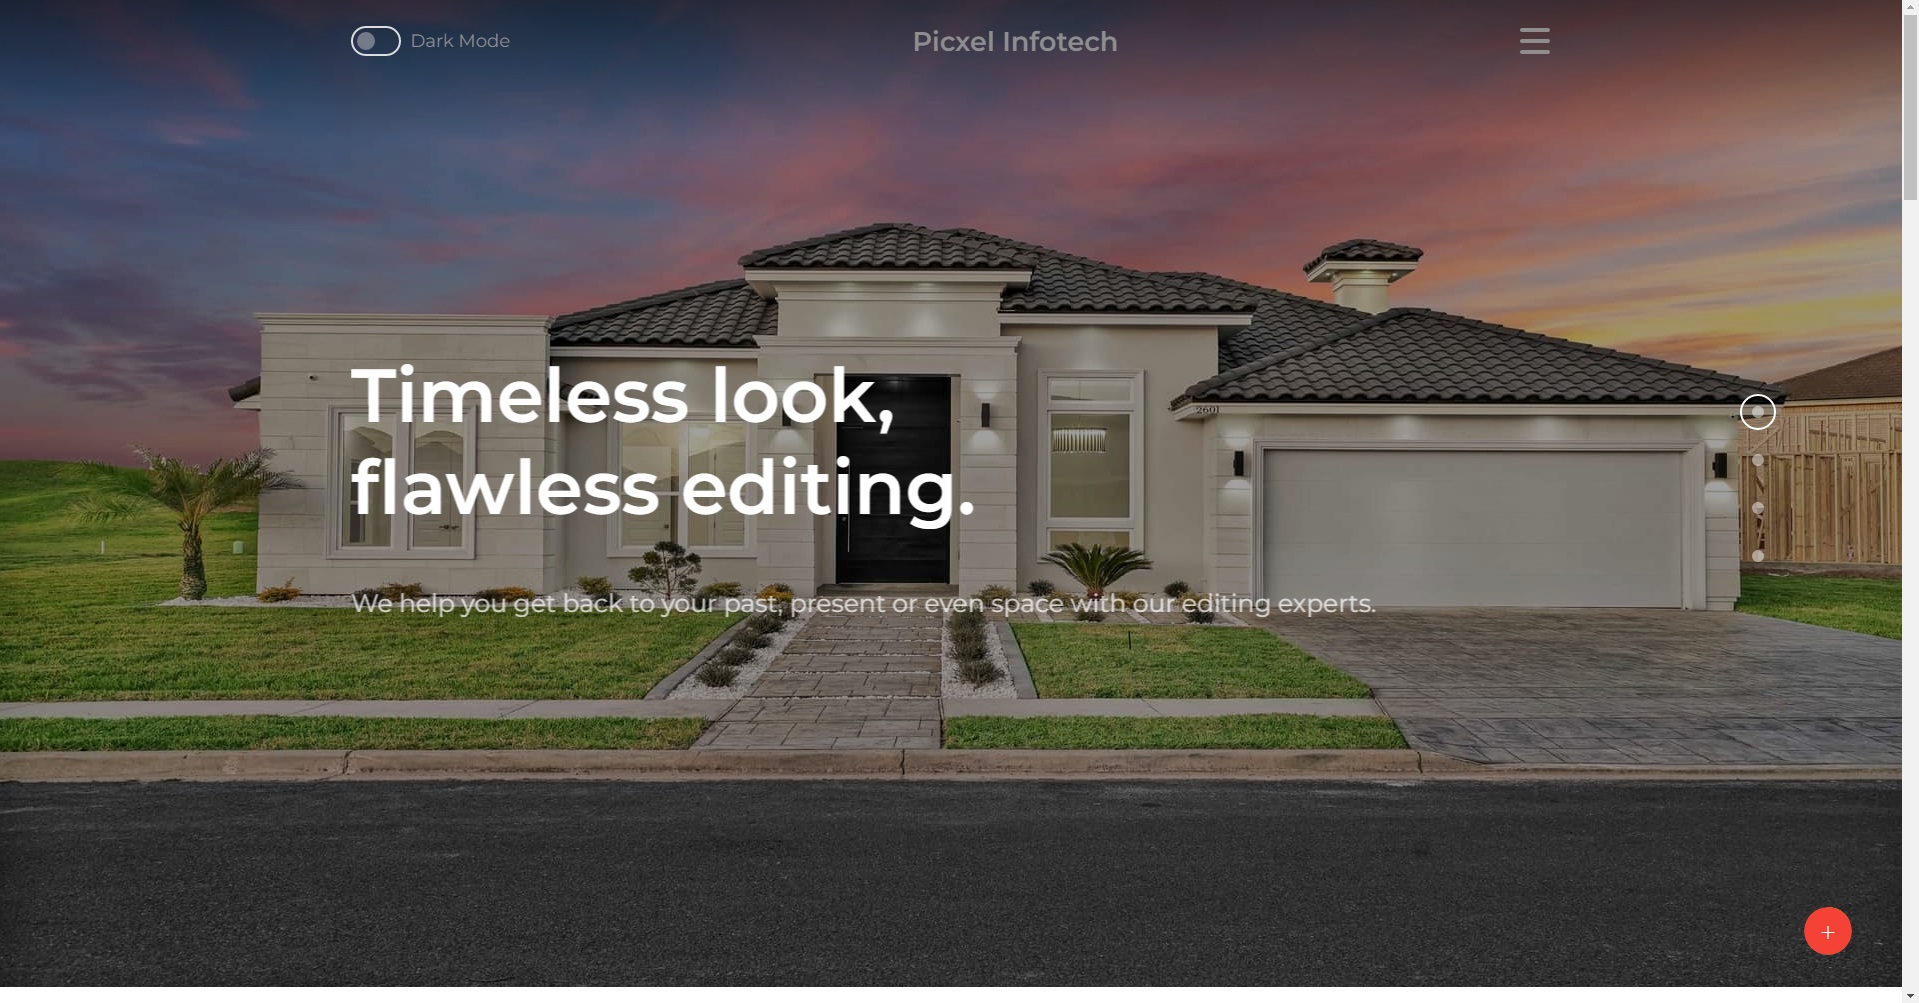 Dark Mode
Picxel Infotech
2601
Timeless look,
flawless editing.
We help you get back to your past, present or even space with our editing experts.